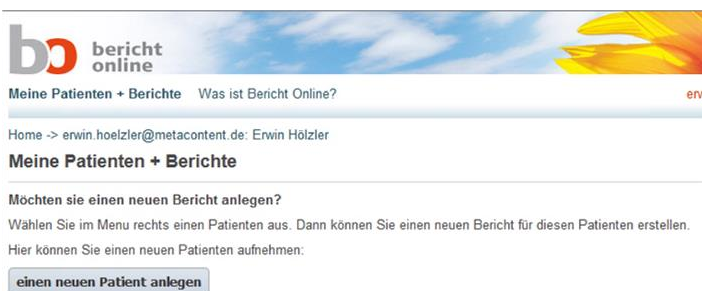 bo bericht
online
Meine Patienten + Berichte Was ist Bericht Online?
Home -> erwin.hoelzler@metacontent.de: Erwin Hölzler
Meine Patienten + Berichte
Möchten sie einen neuen Bericht anlegen?
Wählen Sie im Menu rechts einen Patienten aus. Dann können Sie einen neuen Bericht für diesen Patienten erstellen.
Hier können Sie einen neuen Patienten aufnehmen:
einen neuen Patient anlegen